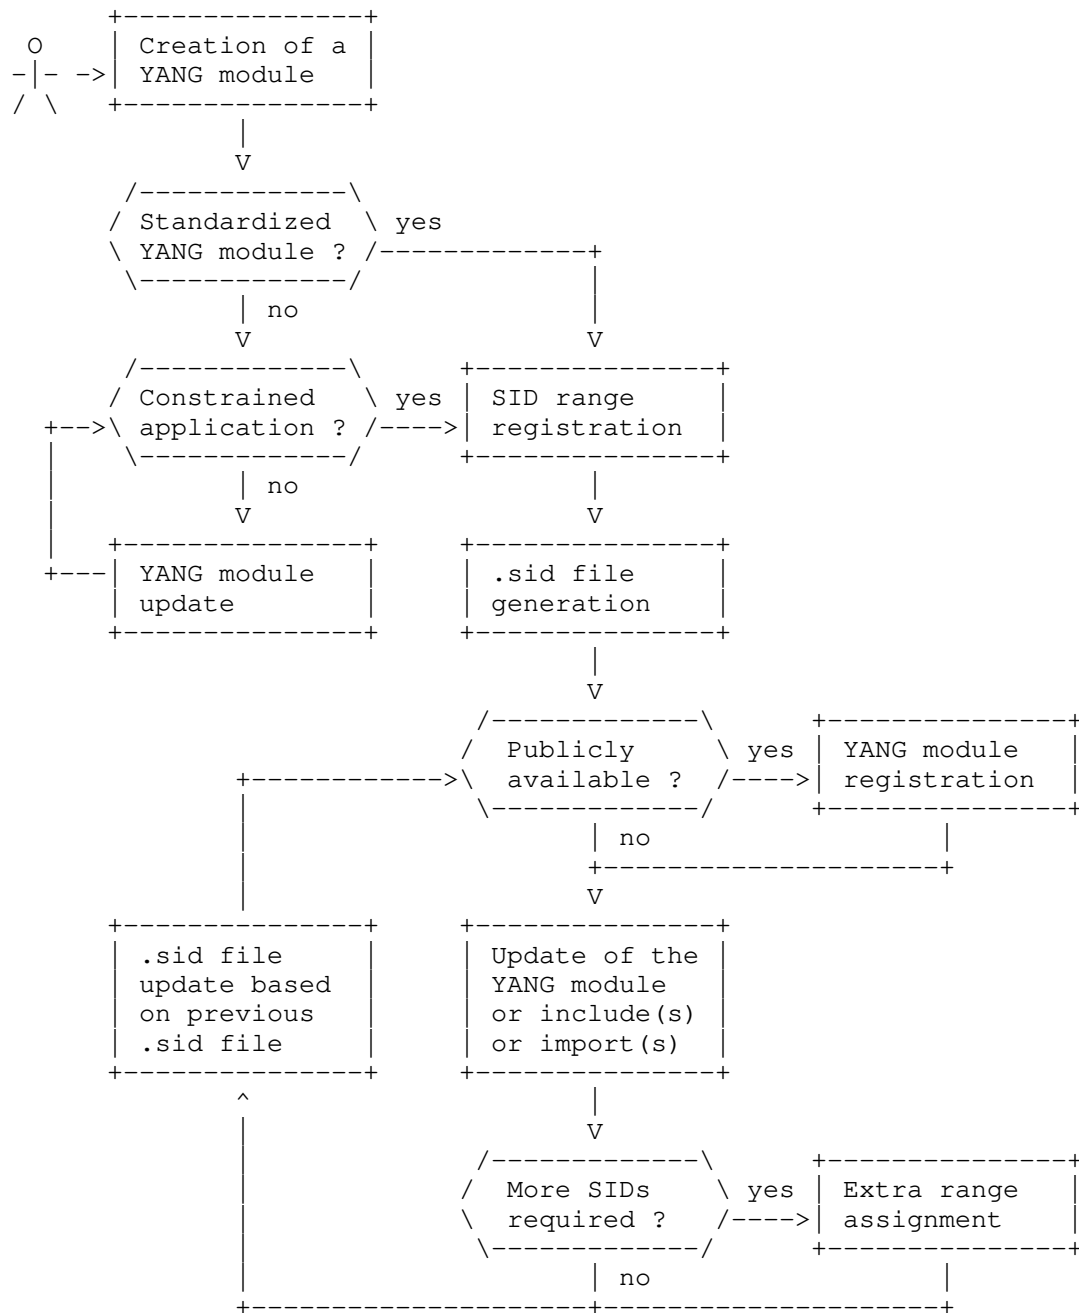 Creation of a
YANG module
Standardized
YANG module ?
yes
no
Constrained
application ?
yes
SID range
registration
no
YANG module
update
.sid file
generation
Publicly
available ?
yes
YANG module
registration
no
.sid file
update based
on previous
.sid file
Update of the
YANG module
or include(s)
or import(s)
More SIDs
required ?
yes
Extra range
assignment
no